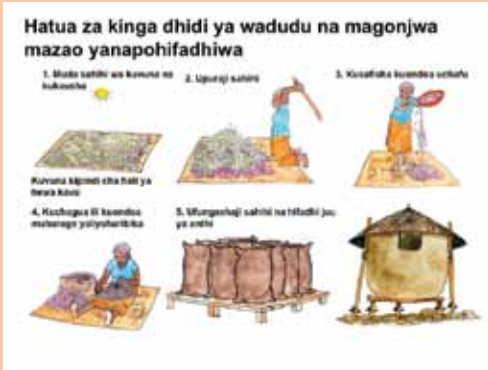 Hatua za kinga dhidi ya wadudu na magonjwa
mazao yanapohifadhiwa
1. Muda sahihi wa kuvuna na
kukausha
2. Upuraji sahihi
3. Kusafisha kuondoa uchafu
Kuvuna kipindi cha hali ya
hewa kavu
4. Kuchagua ili kuondoa
maharage yaliyoharibika
5. Ufungashaji sahihi na hifadhi juu
ya ardhi